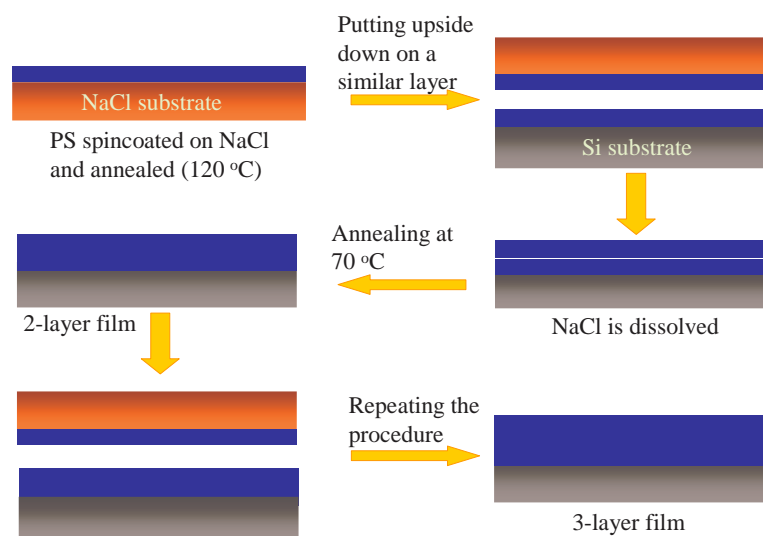 NaCl substrate
PS spincoated on NaCl
and annealed (120 °C)
Putting upside
down on a
similar layer
Si substrate
NaCl is dissolved
Annealing at
70 °C
2-layer film
Repeating the
procedure
3-layer film